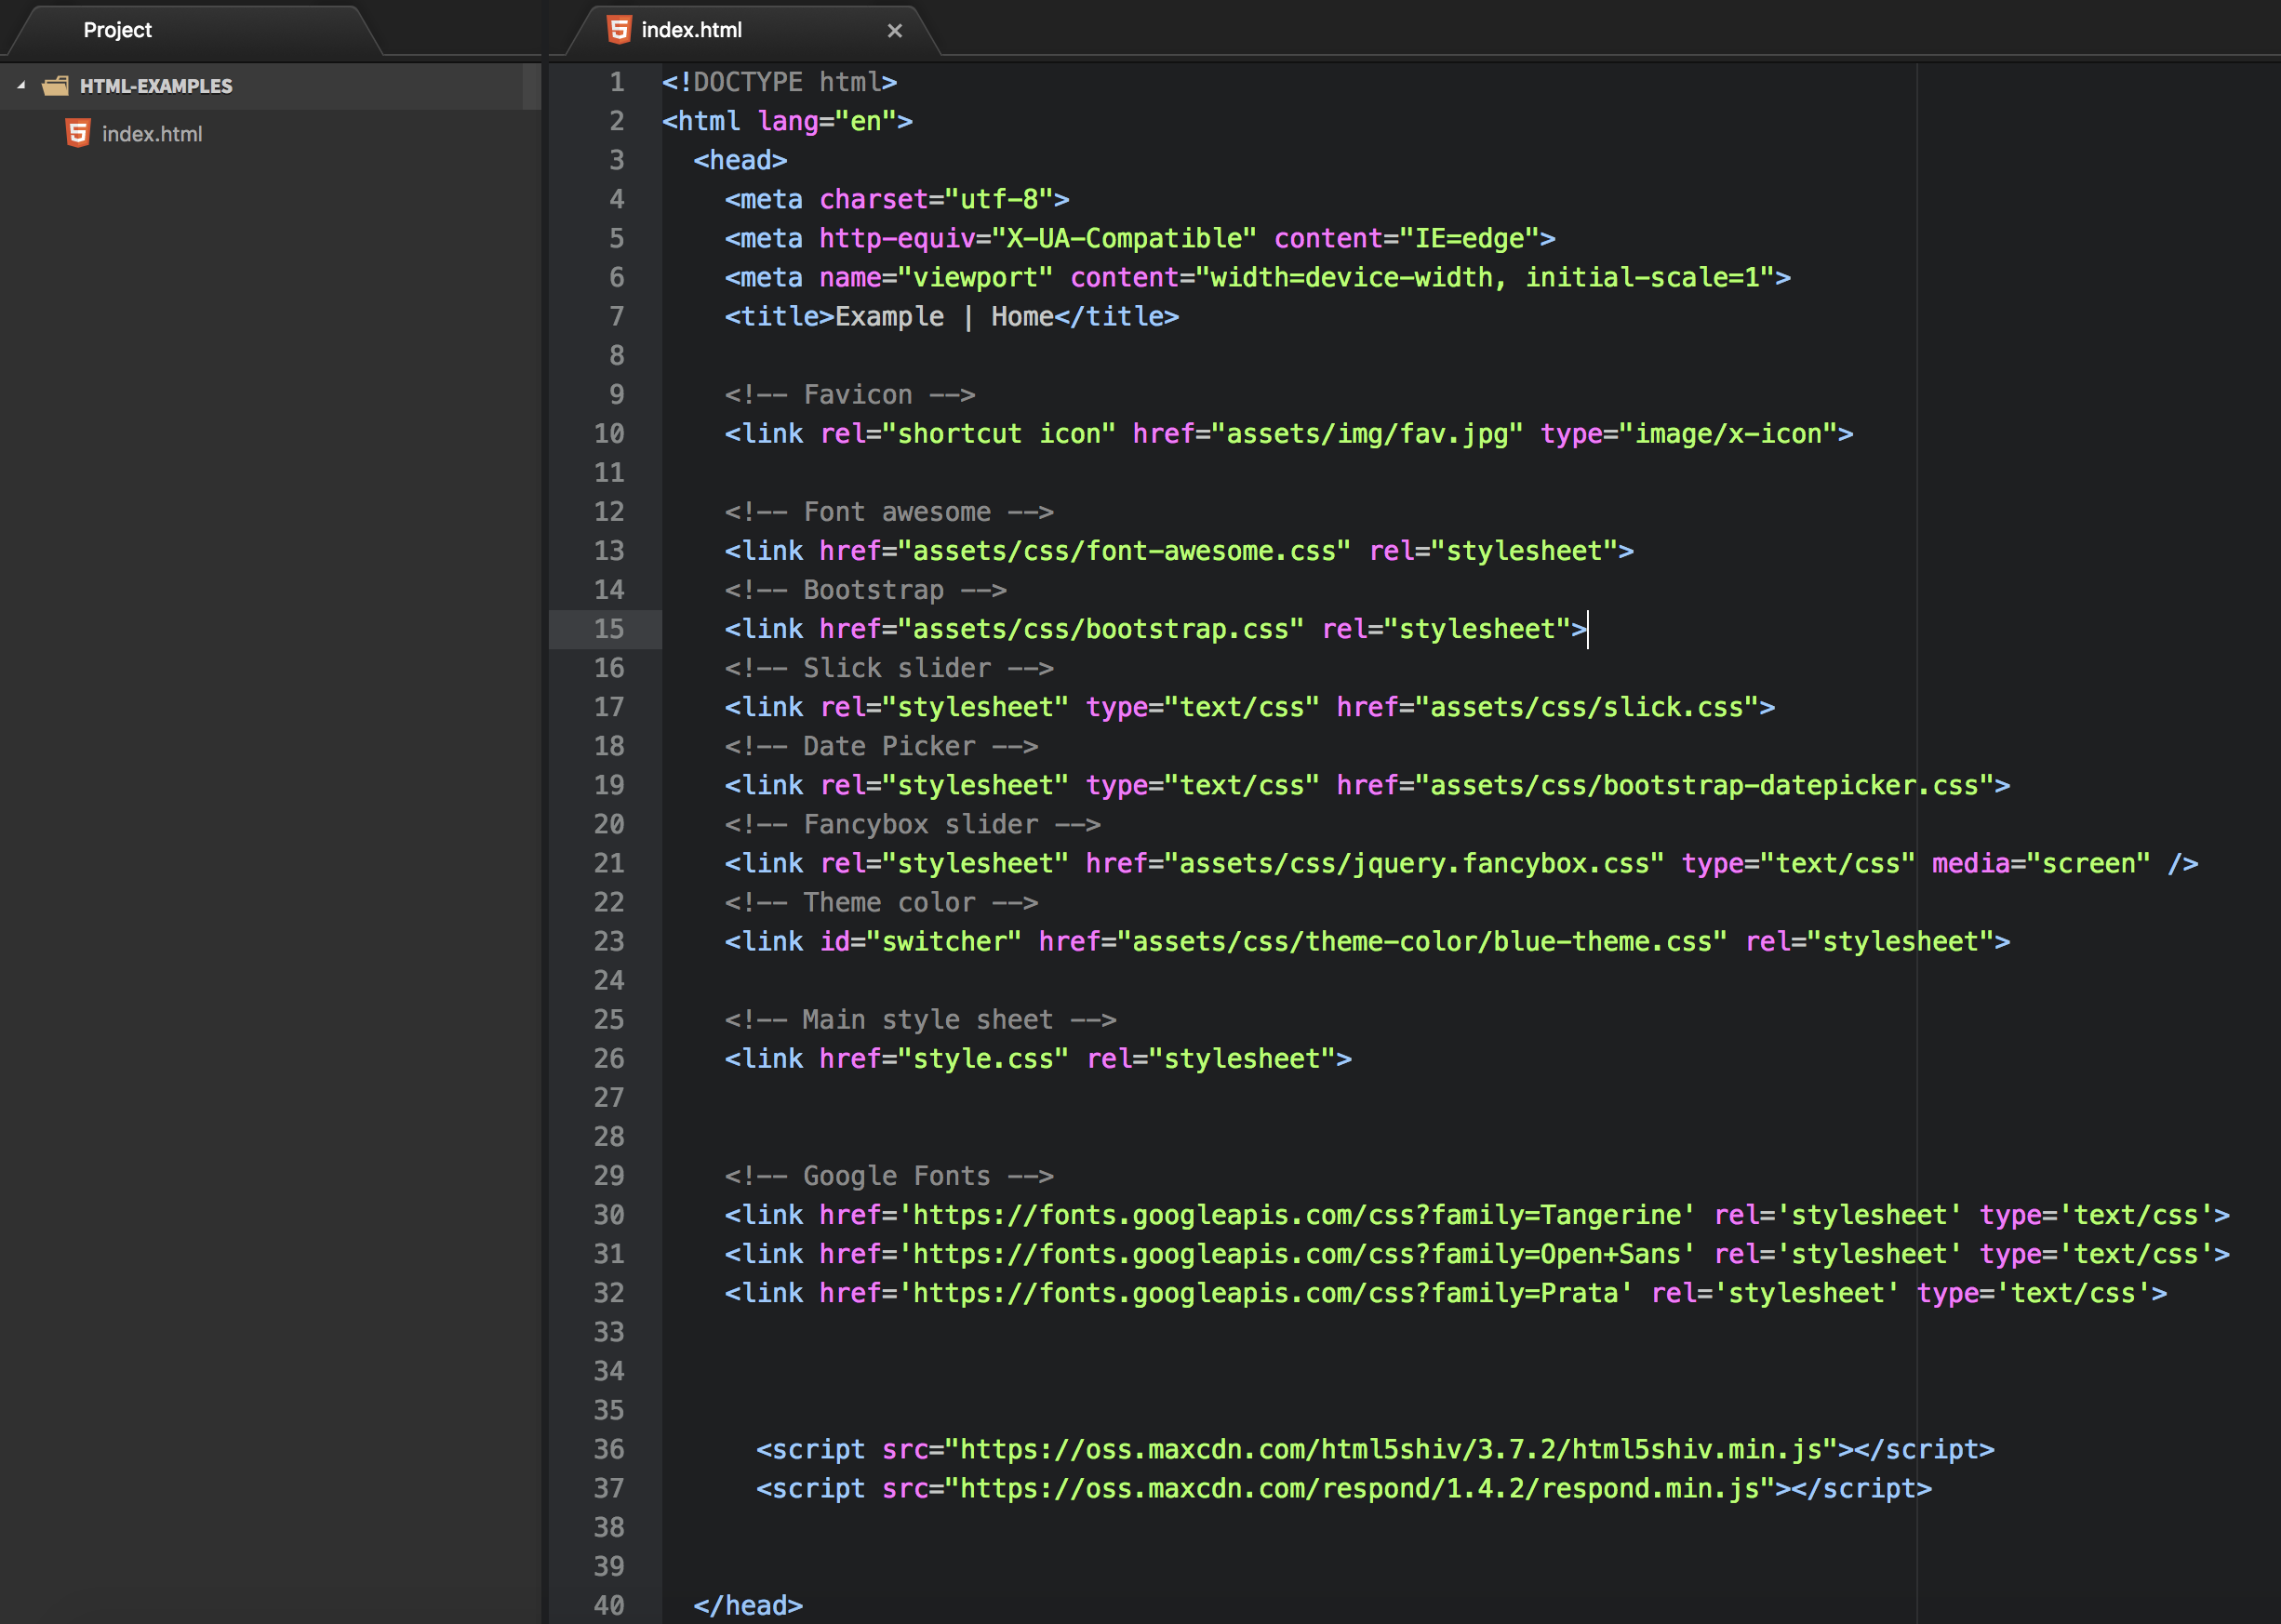 Project
index.html
HTML-EXAMPLES
index.html
1 <!DOCTYPE html>
2 <html lang="en">
3 <head>
4 <meta charset="utf-8">
5 <meta http-equiv="X-UA-Compatible" content="IE=edge">
6 <meta name="viewport" content="width=device-width, initial-scale=1">
7 <title>Example | Home</title>
8
9 <!-- Favicon -->
10 <link rel="shortcut icon" href="assets/img/fav.jpg" type="image/x-icon">
11
12 <!-- Font awesome -->
13 <link href="assets/css/font-awesome.css" rel="stylesheet">
14 <!-- Bootstrap -->
15 <link href="assets/css/bootstrap.css" rel="stylesheet">
16 <!-- Slick slider -->
17 <link rel="stylesheet" type="text/css" href="assets/css/slick.css">
18 <!-- Date Picker -->
19 <link rel="stylesheet" type="text/css" href="assets/css/bootstrap-datepicker.css">
20 <!-- Fancybox slider -->
21 <link rel="stylesheet" href="assets/css/jquery.fancybox.css" type="text/css" media="screen" />
22 <!-- Theme color -->
23 <link id="switcher" href="assets/css/theme-color/blue-theme.css" rel="stylesheet">
24
25 <!-- Main style sheet -->
26 <link href="style.css" rel="stylesheet">
27
28
29 <!-- Google Fonts -->
30 <link href='https://fonts.googleapis.com/css?family=Tangerine' rel='stylesheet' type='text/css'>
31 <link href='https://fonts.googleapis.com/css?family=Open+Sans' rel='stylesheet' type='text/css'>
32 <link href='https://fonts.googleapis.com/css?family=Prata' rel='stylesheet' type='text/css'>
33
34
35
36 <script src="https://oss.maxcdn.com/html5shiv/3.7.2/html5shiv.min.js"></script>
37 <script src="https://oss.maxcdn.com/respond/1.4.2/respond.min.js"></script>
38
39
40 </head>